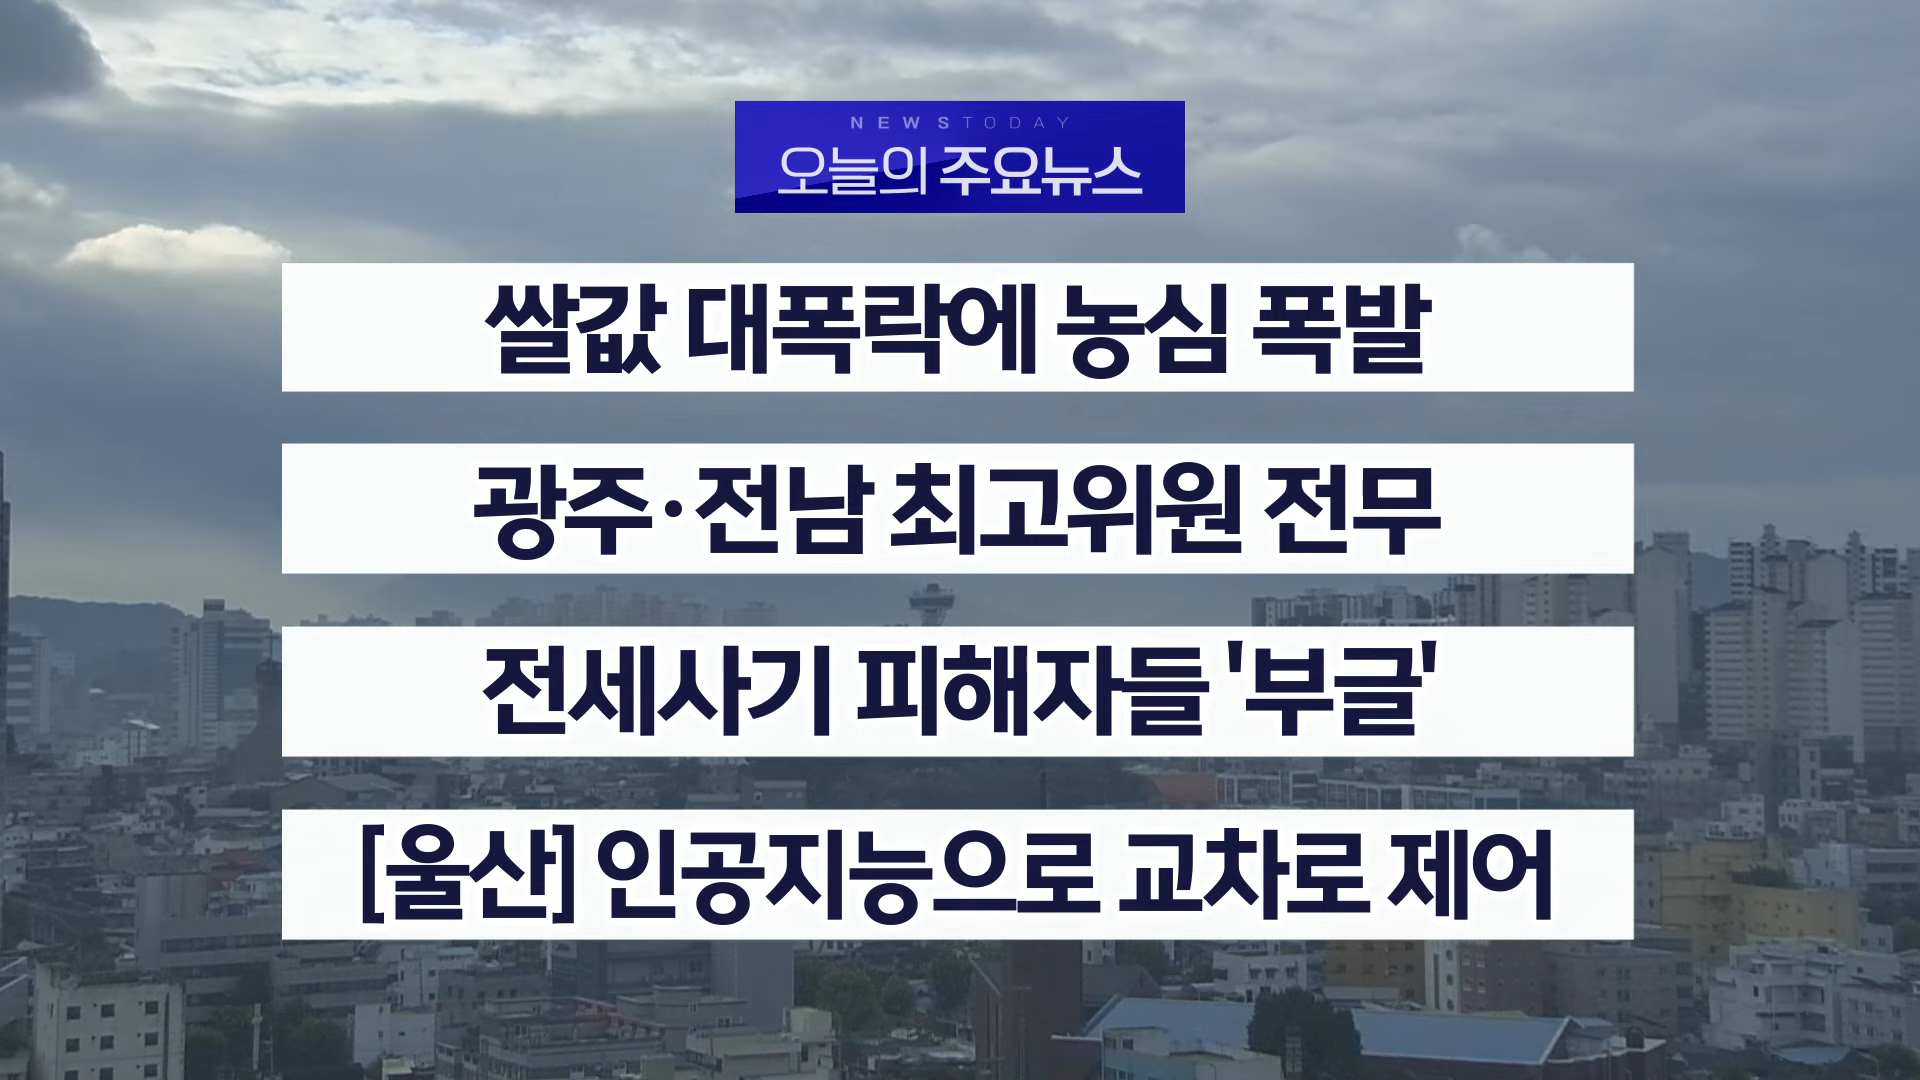 NEWSTODAY
오늘의 주요뉴스
쌀값 대폭락에 농심 폭발
광주·전남 최고위원 전무
전세사기 피해자들 '부글'
[울산] 인공지능으로 교차로 제어